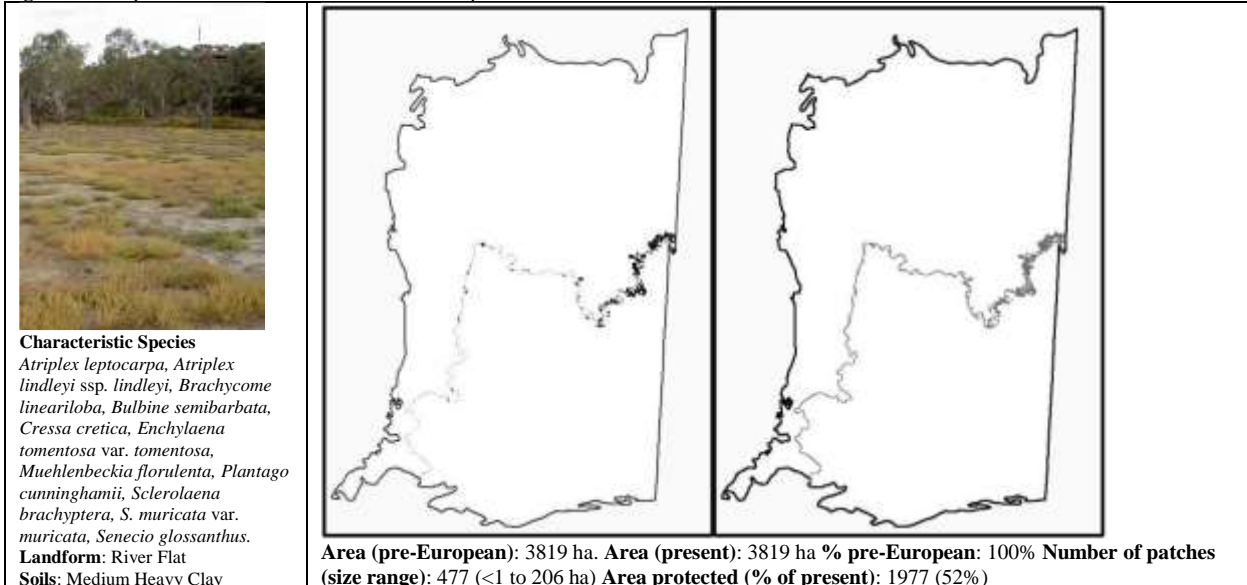 Characteristic Species
Atriplex leptocarpa, Atriplex
lindleyi ssp. lindleyi, Brachycome
lineariloba, Bulbine semibarbata,
Cressa cretica, Enchylaena
tomentosa var. tomentosa,
Muehlenbeckia florulenta, Plantago
cunninghamii, Sclerolaena
brachyptera, S. muricata var.
muricata, Senecio glossanthus.
Landform: River Flat
Soils: Medium Heavy Clay
Area (pre-European): 3819 ha. Area (present): 3819 ha % pre-European: 100% Number of patches
(size range): 477 (<1 to 206 ha) Area protected (% of present): 1977 (52%)